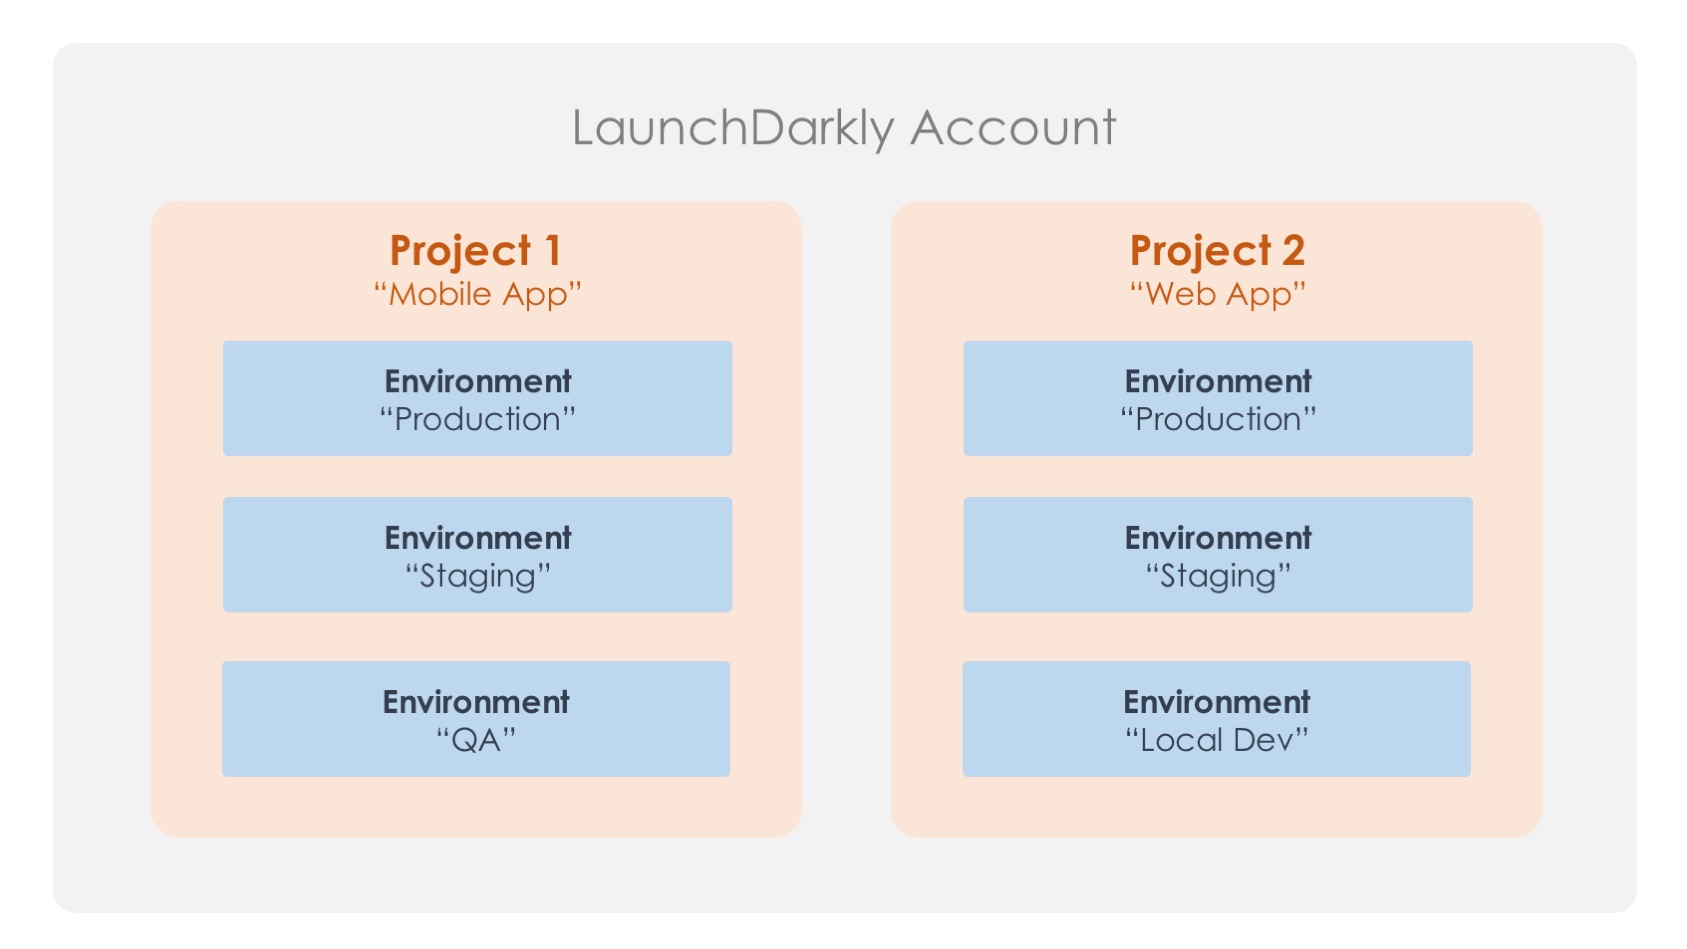 LaunchDarkly Account
Project 1
“Mobile App”
Environment
“Production”
Environment
“Staging”
Environment
“QA”
Project 2
“Web App”
Environment
“Production”
Environment
“Staging”
Environment
“Local Dev”